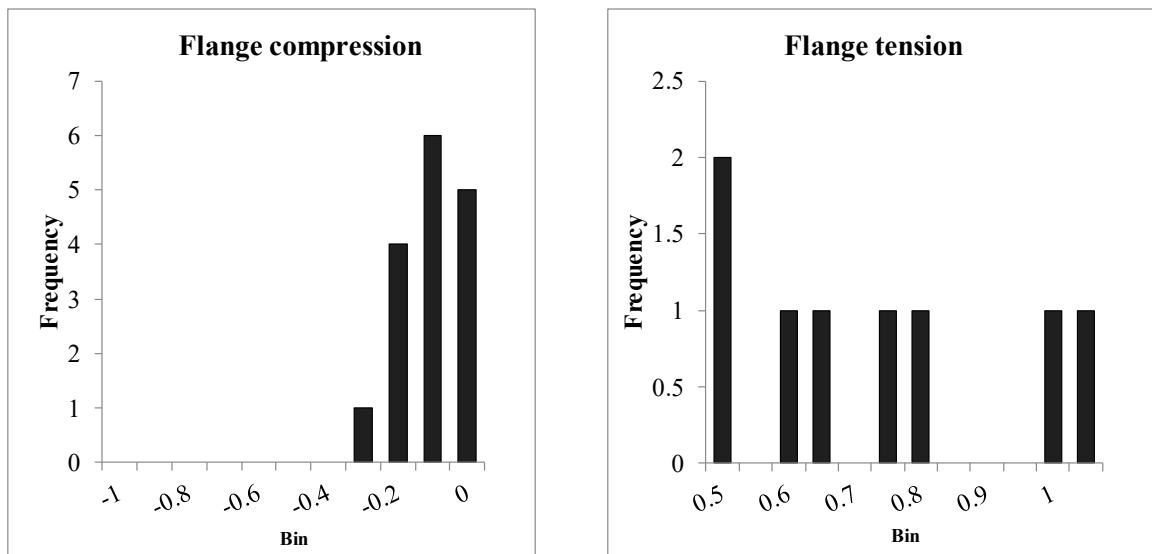 Flange compression
7
6
5
4
3
2
1
0
Frequency
-1 -0.8 -0.6 -0.4 -0.2 0
Bin
Flange tension
2.5
2
1.5
1
0.5
0
Frequency
0.5 0.6 0.7 0.8 0.9 1
Bin